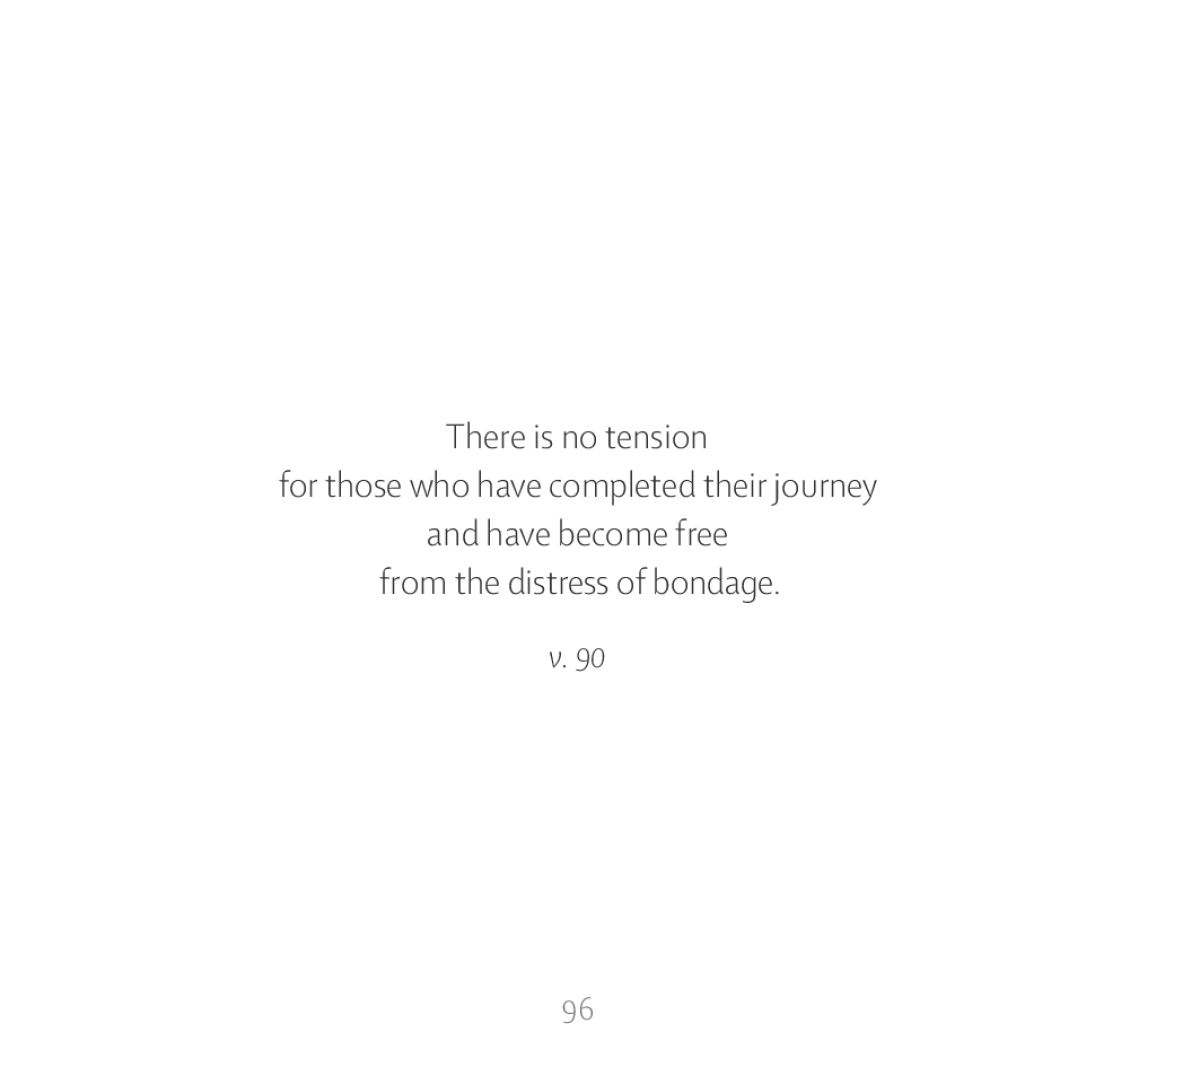 There is no tension
for those who have completed their journey
and have become free
from the distress of bondage.
v. 90
96